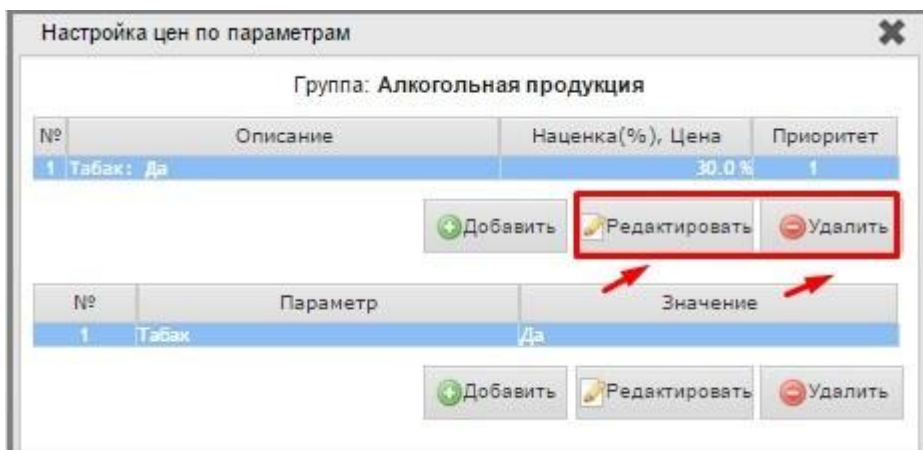 Настройка цен по параметрам
Группа: Алкогольная продукция
№ Описание Наценка(%), Цена Приоритет
1 Табак: Да 30.0 % 1
Добавить Редактировать Удалить
№ Параметр Значение
1 Табак Да
Добавить Редактировать Удалить